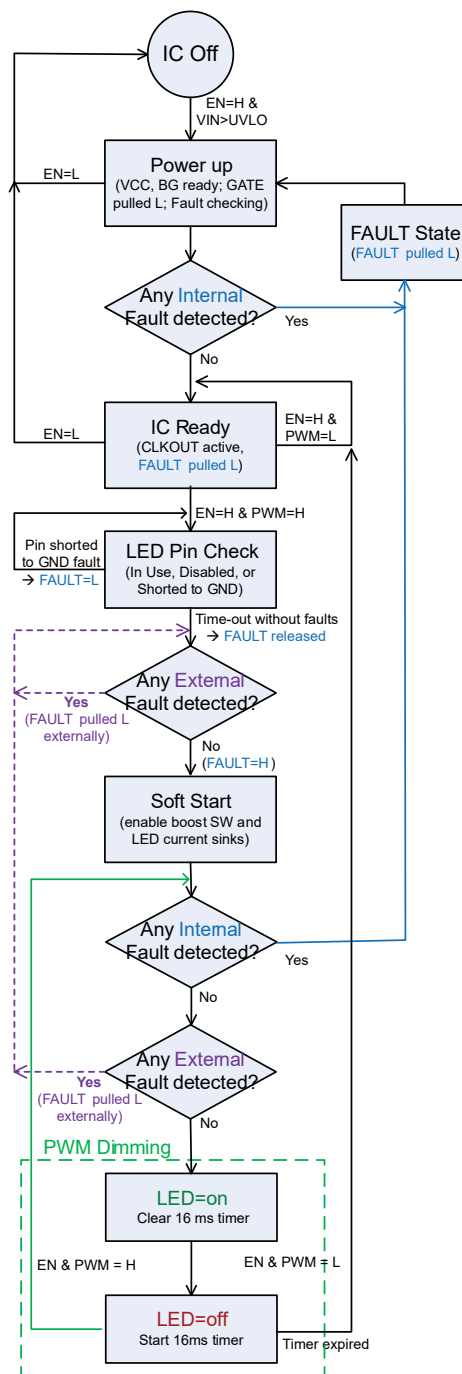 IC Off
EN=H &
VIN>UVLO
Power up
(VCC, BG ready; GATE
pulled L; Fault checking)
EN=L
FAULT State
(FAULT pulled L)
Any Internal
Fault detected?
Yes
No
IC Ready
(CLKOUT active,
FAULT pulled L)
EN=L
EN=H &
PWM=L
EN=H & PWM=H
LED Pin Check
(In Use, Disabled, or
Shorted to GND)
Pin shorted
to GND fault
→ FAULT=L
Time-out without faults
→ FAULT released
Any External
Fault detected?
Yes
(FAULT pulled L
externally)
No
(FAULT=H)
Soft Start
(enable boost SW and
LED current sinks)
Any Internal
Fault detected?
Yes
No
Any External
Fault detected?
Yes
(FAULT pulled L
externally)
No
PWM Dimming
LED=on
Clear 16 ms timer
EN & PWM = H
EN & PWM = L
LED=off
Start 16ms timer
Timer expired